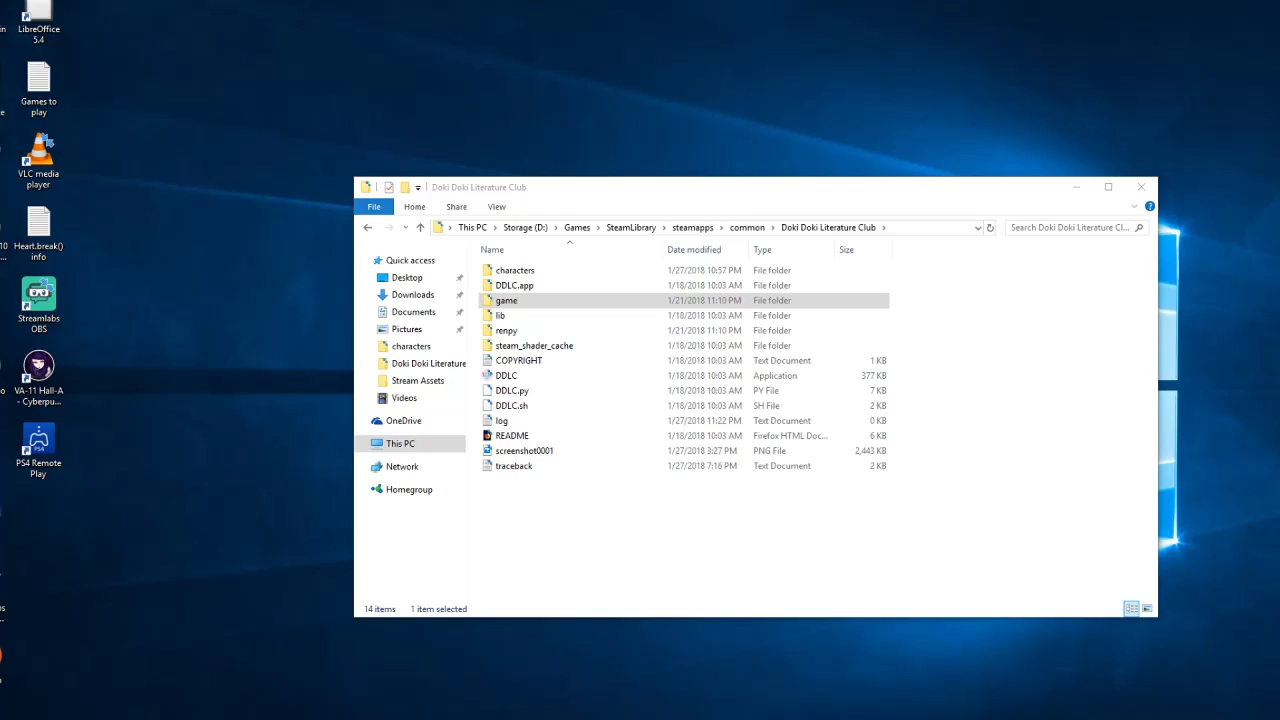 LibreOffice
5.4
Games to
play
VLC media
player
Heart.break()
info
Streamlabs
OBS
VA-11 Hall-A
- Cyberpu...
PS4 Remote
Play
Doki Doki Literature Club
File Home Share View
This PC Storage (D:) Games SteamLibrary steamapps common Doki Doki Literature Club
Search Doki Doki Literature Cl...
Quick access
Desktop
Downloads
Documents
Pictures
characters
Doki Doki Literature
Stream Assets
Videos
OneDrive
This PC
Network
Homegroup
Name Date modified Type Size
characters 1/27/2018 10:57 PM File folder
DDLC.app 1/18/2018 10:03 AM File folder
game 1/21/2018 11:10 PM File folder
lib 1/18/2018 10:03 AM File folder
renpy 1/21/2018 11:10 PM File folder
steam_shader_cache 1/18/2018 10:03 AM File folder
COPYRIGHT 1/18/2018 10:03 AM Text Document 1 KB
DDLC 1/18/2018 10:03 AM Application 377 KB
DDLC.py 1/18/2018 10:03 AM PY File 7 KB
DDLC.sh 1/18/2018 10:03 AM SH File 2 KB
log 1/27/2018 11:22 PM Text Document 0 KB
README 1/18/2018 10:03 AM Firefox HTML Doc... 6 KB
screenshot0001 1/27/2018 3:27 PM PNG File 2,443 KB
traceback 1/27/2018 7:16 PM Text Document 2 KB
14 items 1 item selected